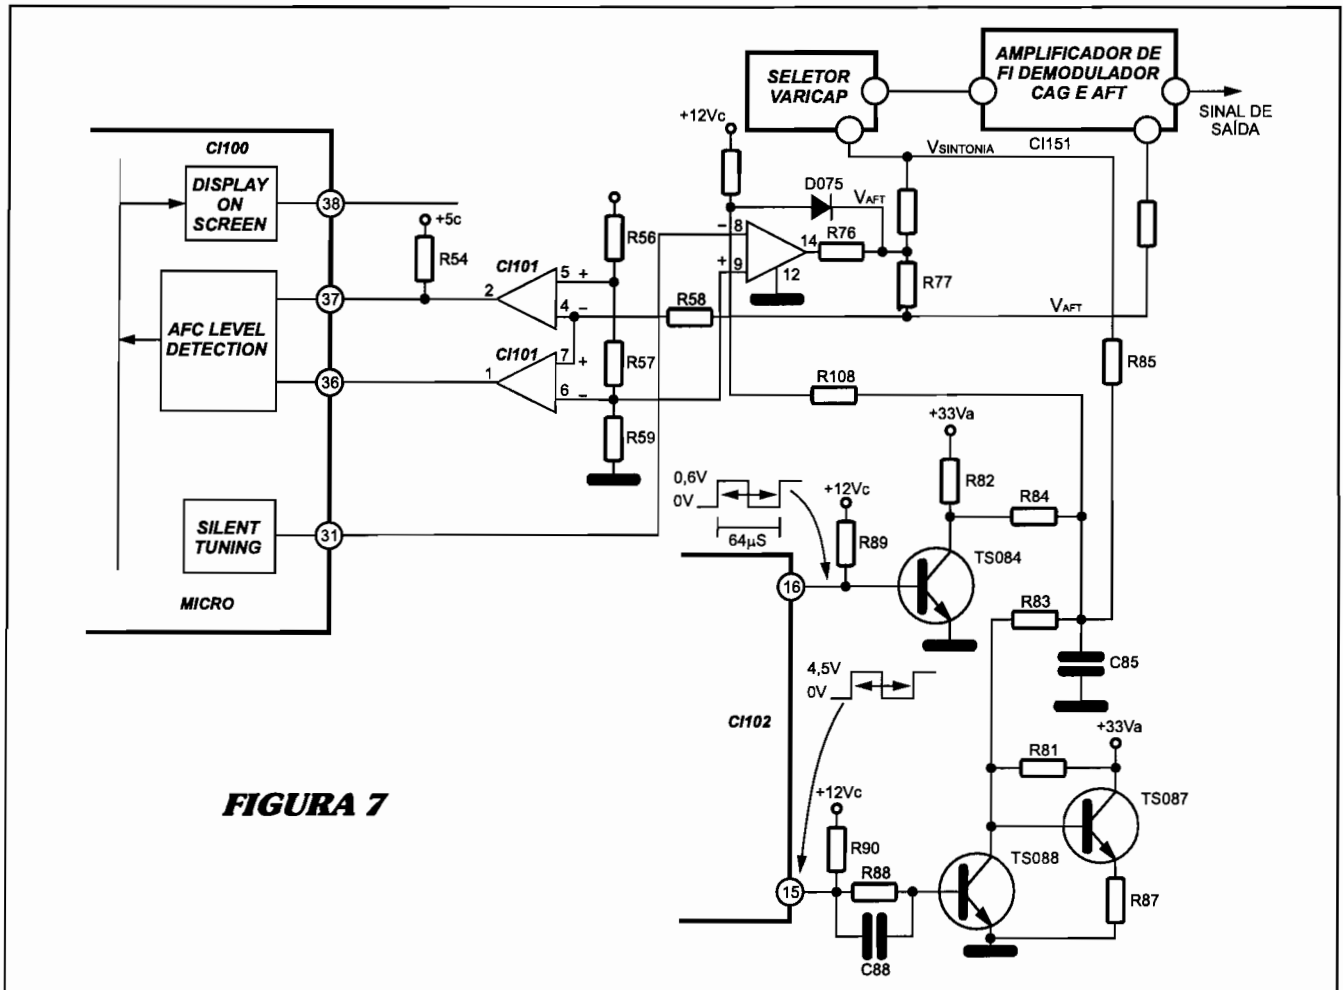 SELETOR
VARICAP
AMPLIFICADOR DE
FI DEMODULADOR
CAG E AFT
SINAL DE
SAÍDA
CI151
+12Vc
VSINTONIA
CI100
DISPLAY
ON
SCREEN
38
+5c
R54
D075
VAFT
R56
- 8
+ 9
14
R76
12
R77
CI101
2
5 +
4 -
R58
VAFT
37
AFC LEVEL
DETECTION
CI101
1
7 +
6 -
R57
36
R85
R108
R59
+33Va
R82
R84
0,6V
0V
64µS
+12Vc
R89
SILENT
TUNING
31
MICRO
16
TS084
R83
C85
4,5V
0V
CI102
+33Va
R81
TS087
FIGURA 7
+12Vc
R90
R88
TS088
15
R87
C88